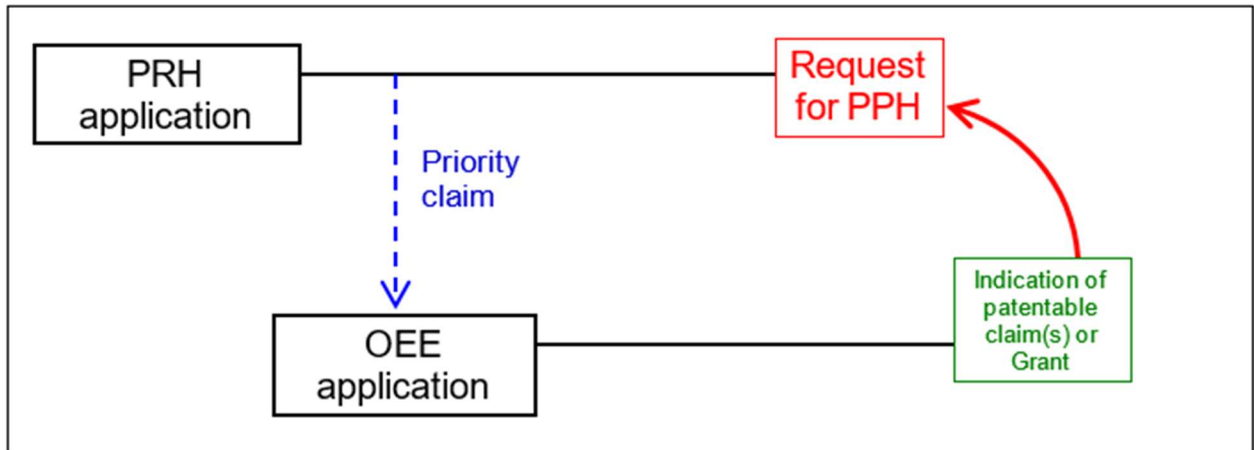 PRH
application
Request
for PPH
Priority
claim
OEE
application
Indication of
patentable
claim(s) or
Grant